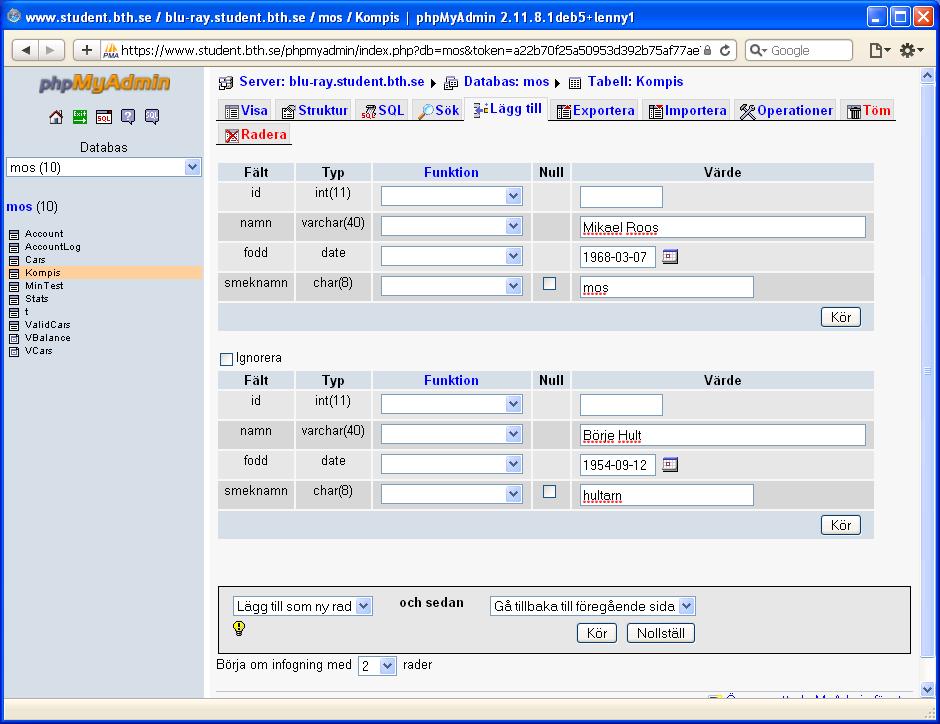 www.student.bth.se / blu-ray.student.bth.se / mos / Kompis | phpMyAdmin 2.11.8.1deb5+lenny1
https://www.student.bth.se/phpmyadmin/index.php?db=mos&token=a22b70f25a50953d392b75af77ae
Google
phpMyAdmin
Databas
mos (10)
mos (10)
Account
AccountLog
Cars
Kompis
MinTest
Stats
t
ValidCars
VBalance
VCars
Server: blu-ray.student.bth.se Databas: mos Tabell: Kompis
Visa Struktur SQL Sök Lägg till Exportera Importera Operationer Töm
Radera
Fält Typ Funktion Null Värde
id int(11)
namn varchar(40) Mikael Roos
fodd date 1968-03-07
smeknamn char(8) mos
Kör
Ignorera
Fält Typ Funktion Null Värde
id int(11)
namn varchar(40) Börje Hult
fodd date 1954-09-12
smeknamn char(8) hultarn
Kör
Lägg till som ny rad och sedan Gå tillbaka till föregående sida
Kör Nollställ
Börja om infogning med 2 rader